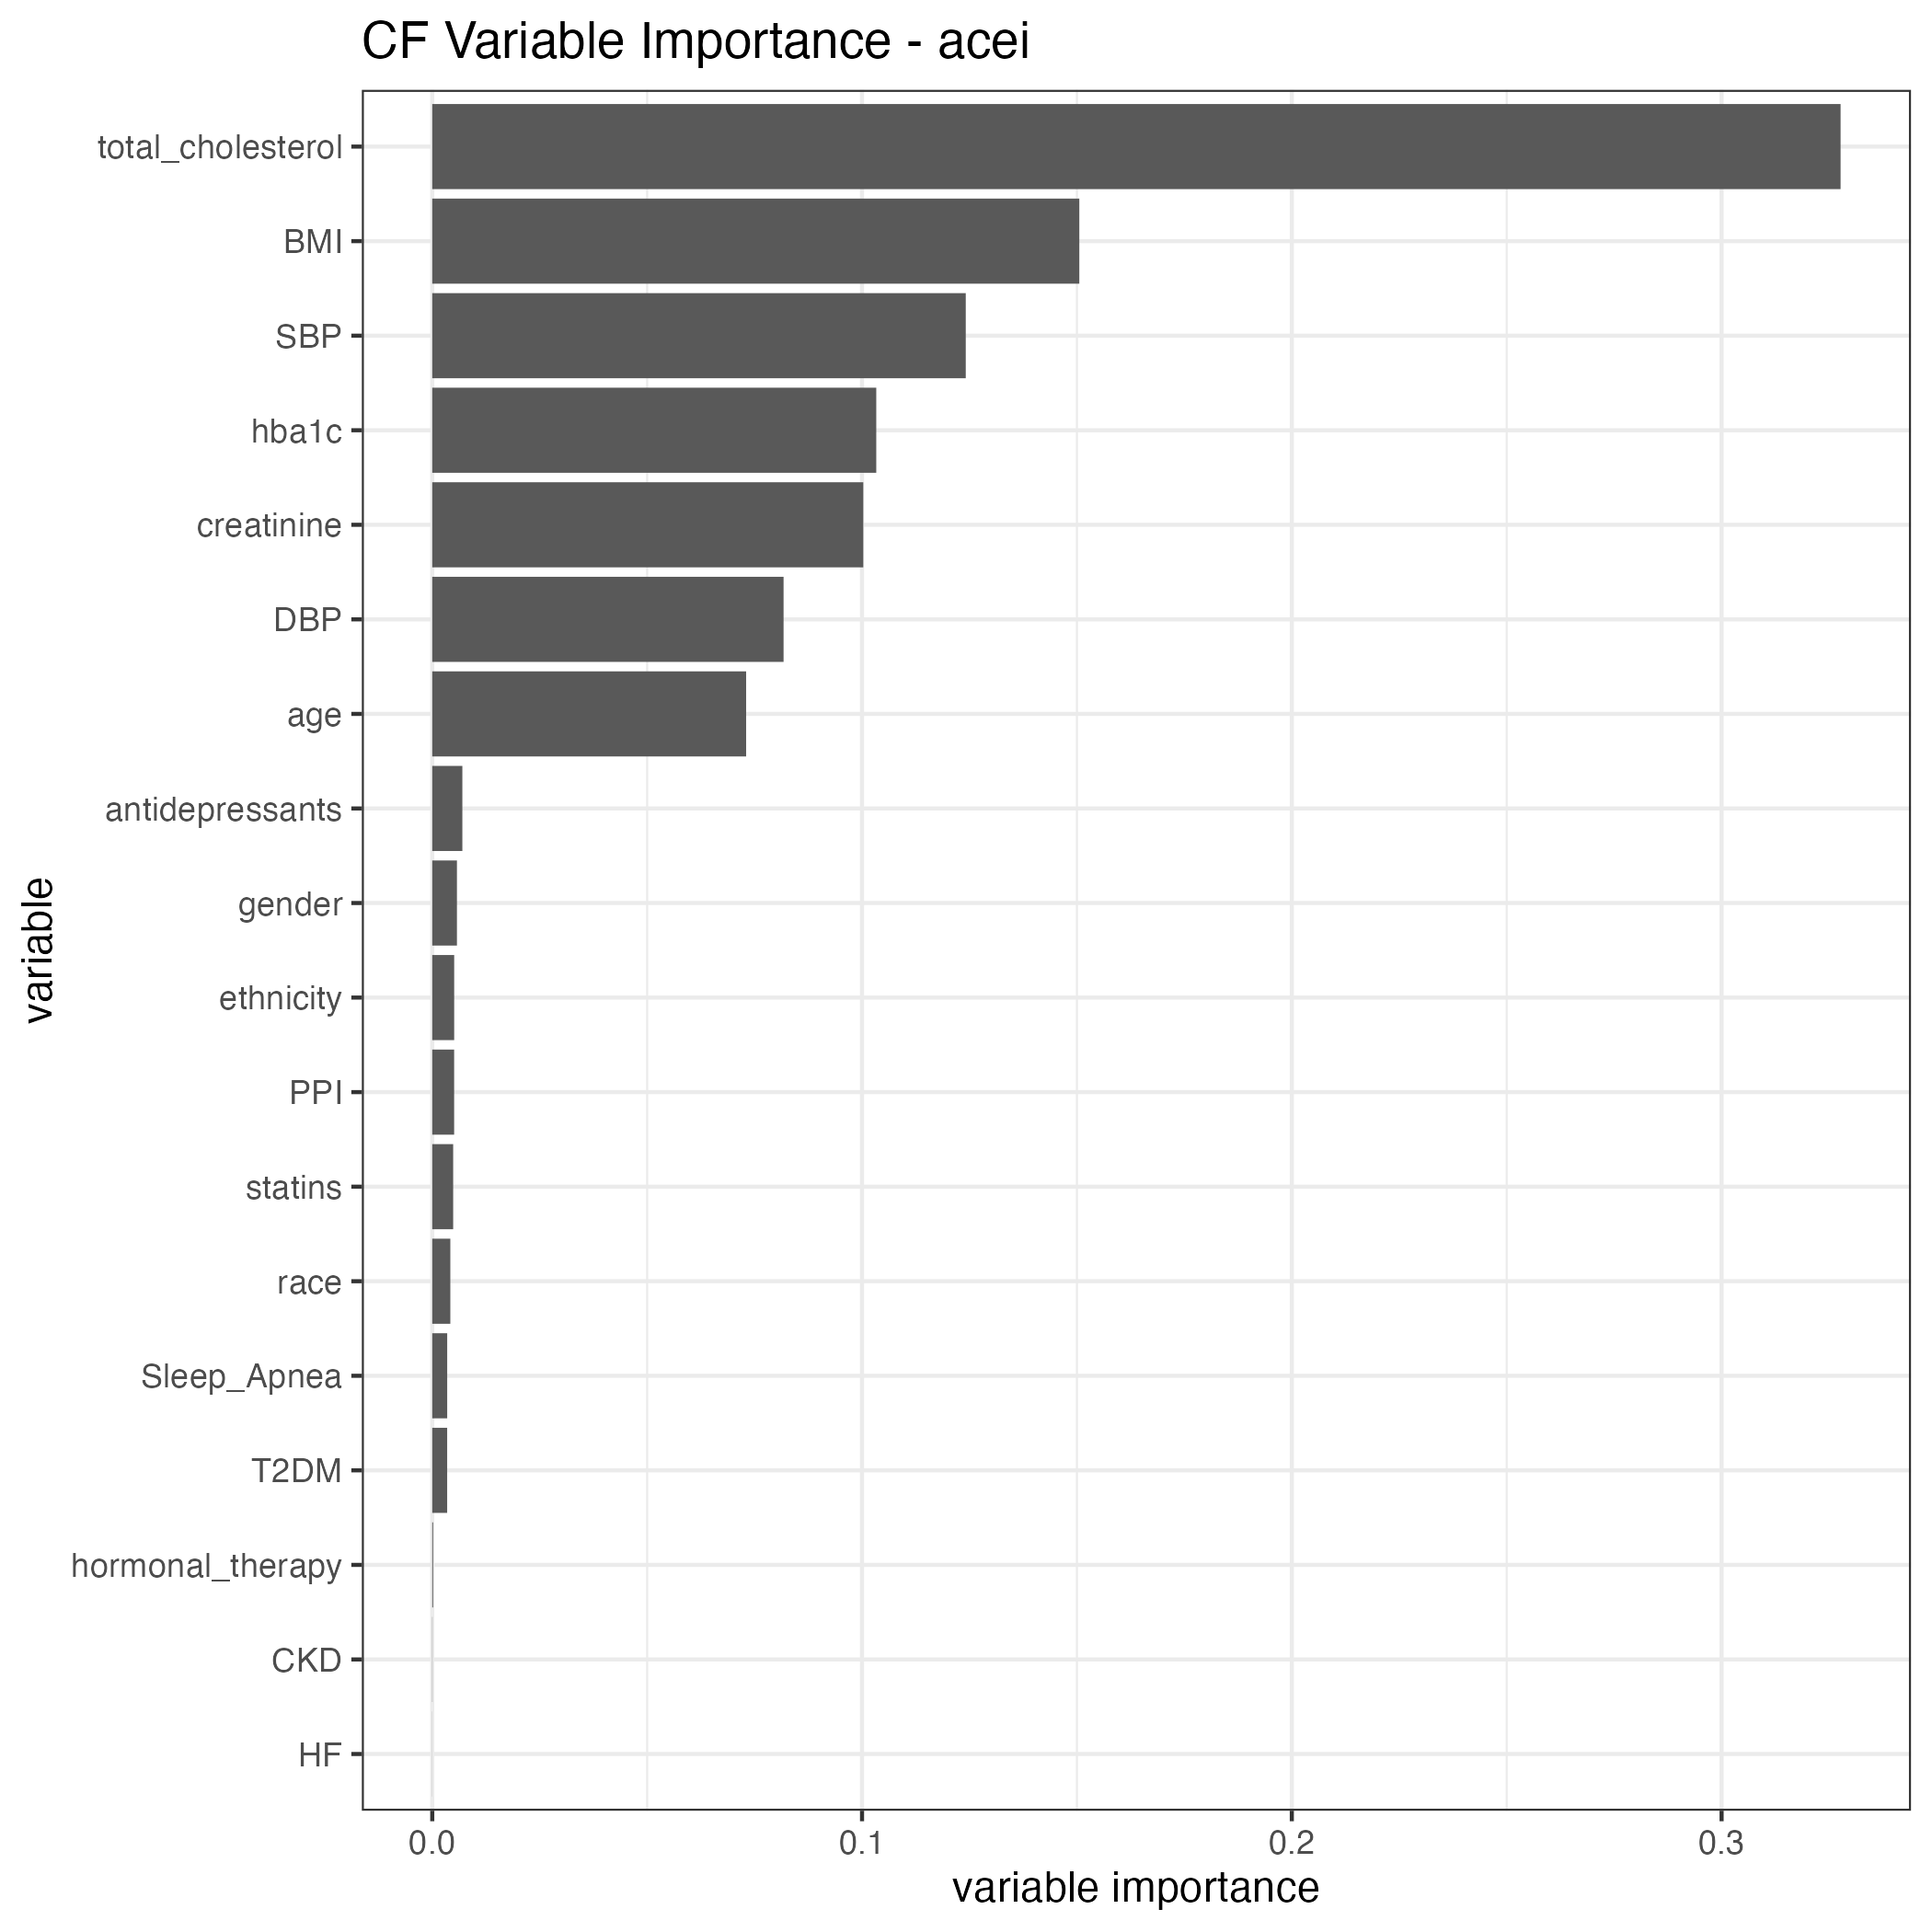 CF Variable Importance - acei
total_cholesterol
BMI
SBP
hba1c
creatinine
DBP
age
antidepressants
gender
ethnicity
PPI
statins
race
Sleep_Apnea
T2DM
hormonal_therapy
CKD
HF
variable
0.0 0.1 0.2 0.3
variable importance